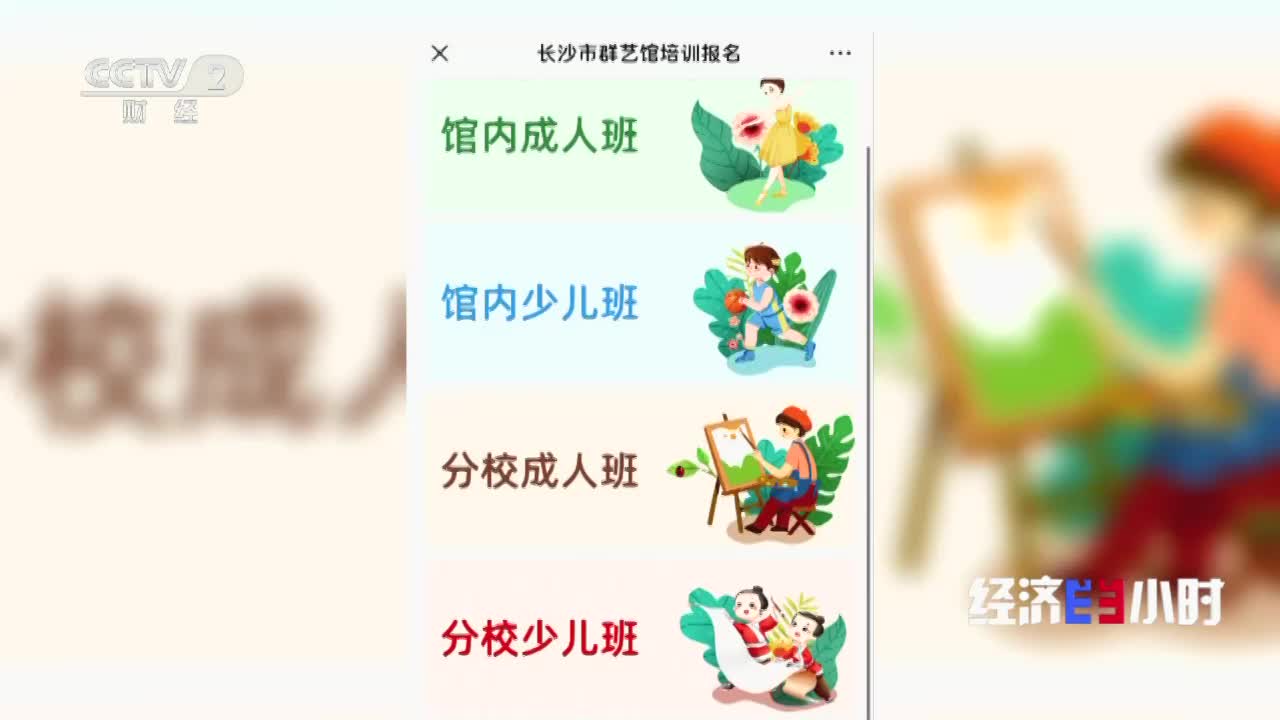 CCTV 2
财经
长沙市群艺馆培训报名
馆内成人班
馆内少儿班
分校成人班
分校少儿班
校成人
经济半小时